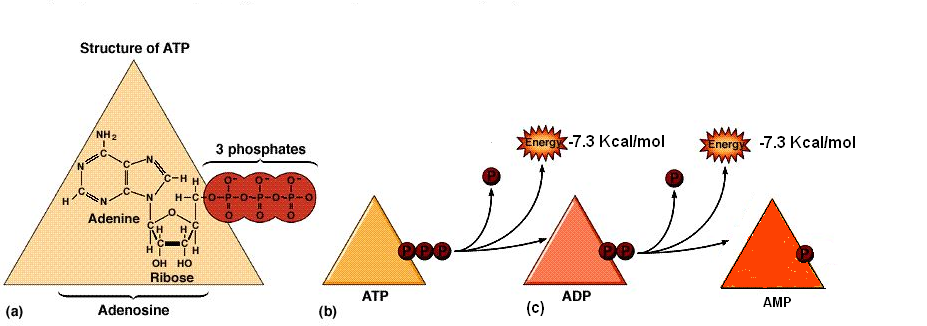 Structure of ATP
NH2
N
C
C
N
C-H
H-C
C
N
N
H
Adenine
3 phosphates
H
H-C-O-P-O-P-O-P-O
O- O- O-
O O O
O
C C
H H H H
C C
OH HO
Ribose
Adenosine
(a)
Energy -7.3 Kcal/mol
P
P P P
ATP
(b)
Energy -7.3 Kcal/mol
P
P P
ADP
(c)
P
AMP